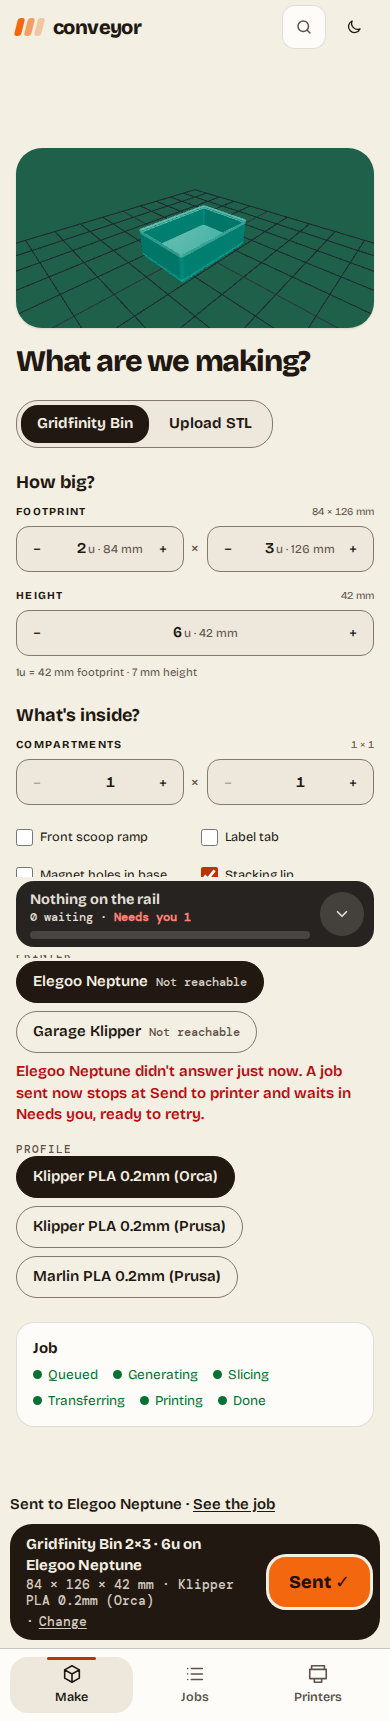 conveyor
What are we making?
Gridfinity Bin Upload STL
How big?
FOOTPRINT 84 × 126 mm
− 2 u · 84 mm + × − 3 u · 126 mm +
HEIGHT 42 mm
− 6 u · 42 mm +
1u = 42 mm footprint · 7 mm height
What's inside?
COMPARTMENTS 1 × 1
− 1 + × − 1 +
Front scoop ramp Label tab
Magnet holes in base Stacking lip
Nothing on the rail
0 waiting · Needs you 1
PRINTER
Elegoo Neptune Not reachable
Garage Klipper Not reachable
Elegoo Neptune didn't answer just now. A job
sent now stops at Send to printer and waits in
Needs you, ready to retry.
PROFILE
Klipper PLA 0.2mm (Orca)
Klipper PLA 0.2mm (Prusa)
Marlin PLA 0.2mm (Prusa)
Job
Queued Generating Slicing
Transferring Printing Done
Sent to Elegoo Neptune · See the job
Gridfinity Bin 2×3 · 6u on
Elegoo Neptune
84 × 126 × 42 mm · Klipper
PLA 0.2mm (Orca)
· Change
Sent ✓
Make Jobs Printers